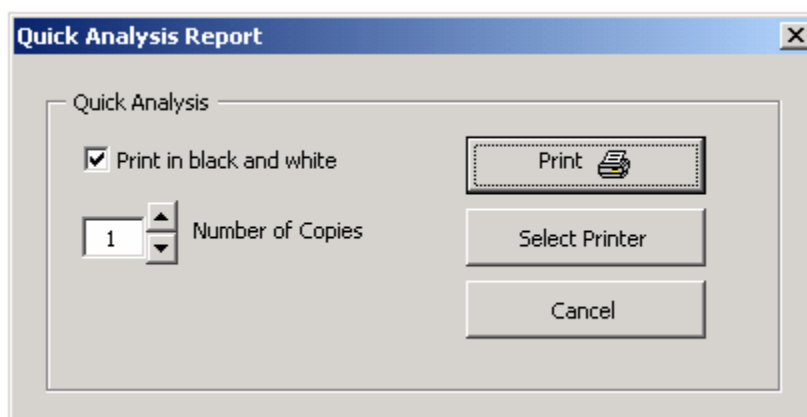 Quick Analysis Report
Quick Analysis
Print in black and white
Print
1 Number of Copies
Select Printer
Cancel